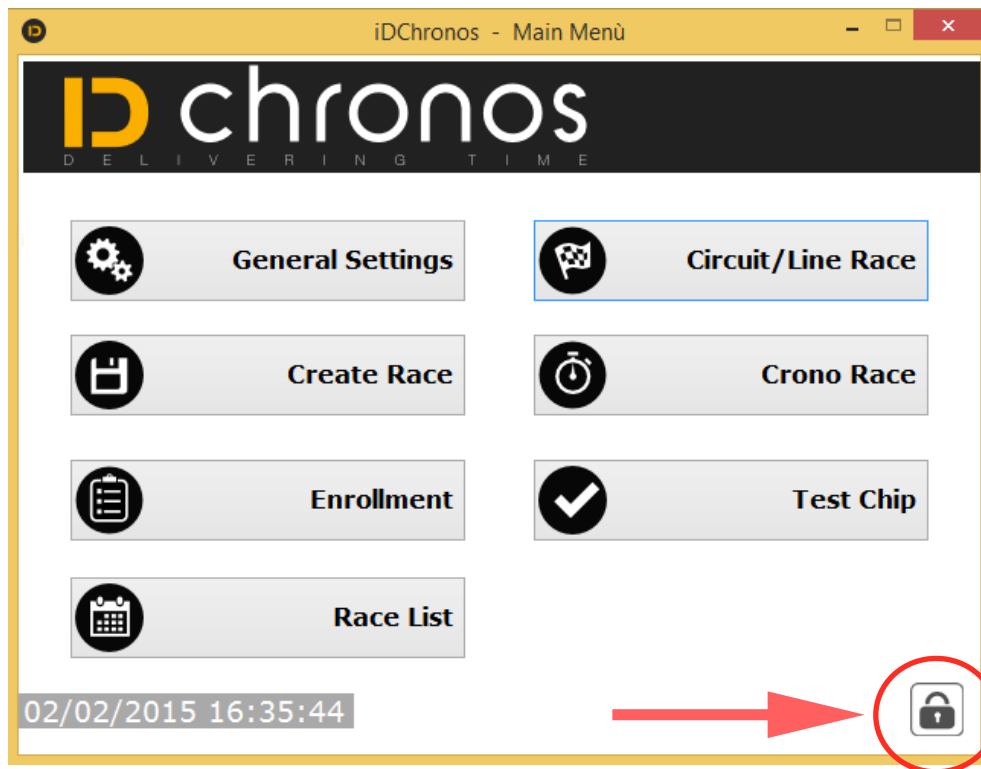 iDChronos - Main Menù
ID chronos
DELIVERING TIME
General Settings
Circuit/Line Race
Create Race
Crono Race
Enrollment
Test Chip
Race List
02/02/2015 16:35:44